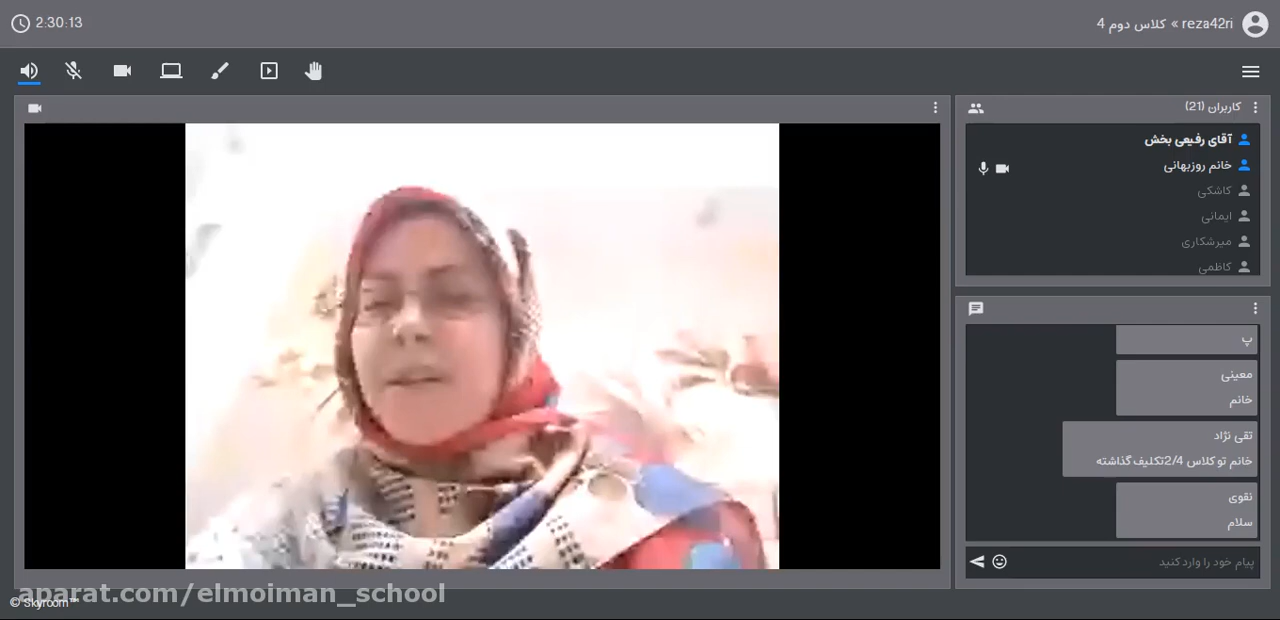 2:30:13
reza42ri » کلاس دوم 4
کاربران (21)
آقای رفیعی بخش
خانم روزبهانی
کاشکی
ایمانی
میرشکاری
کاظمی
پ
معینی
خانم
تقی نژاد
خانم تو کلاس 2/4تکلیف گذاشته
نقوی
سلام
پیام خود را وارد کنید
aparat.com/elmoiman_school
© Skyroom™